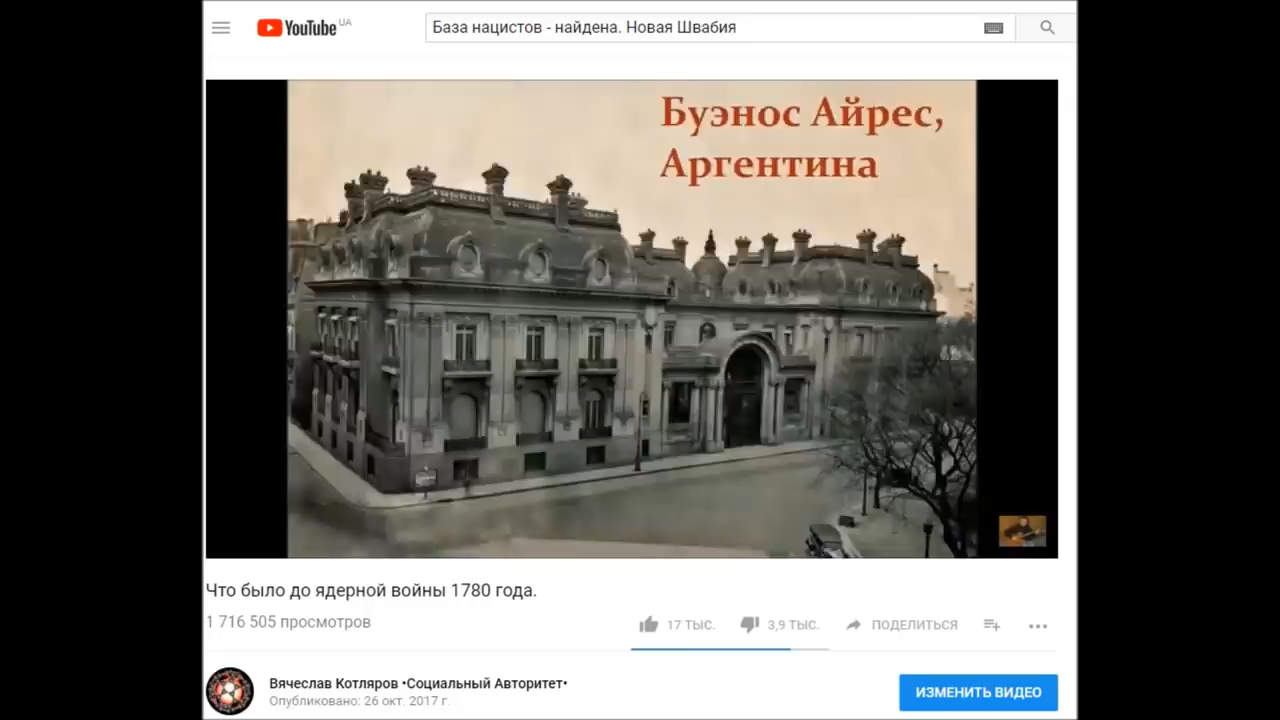 YouTube UA
База нацистов - найдена. Новая Швабия
Буэнос Айрес,
Аргентина
Что было до ядерной войны 1780 года.
1 716 505 просмотров
17 ТЫС.
3,9 ТЫС.
ПОДЕЛИТЬСЯ
Вячеслав Котляров •Социальный Авторитет•
Опубликовано: 26 окт. 2017 г.
ИЗМЕНИТЬ ВИДЕО